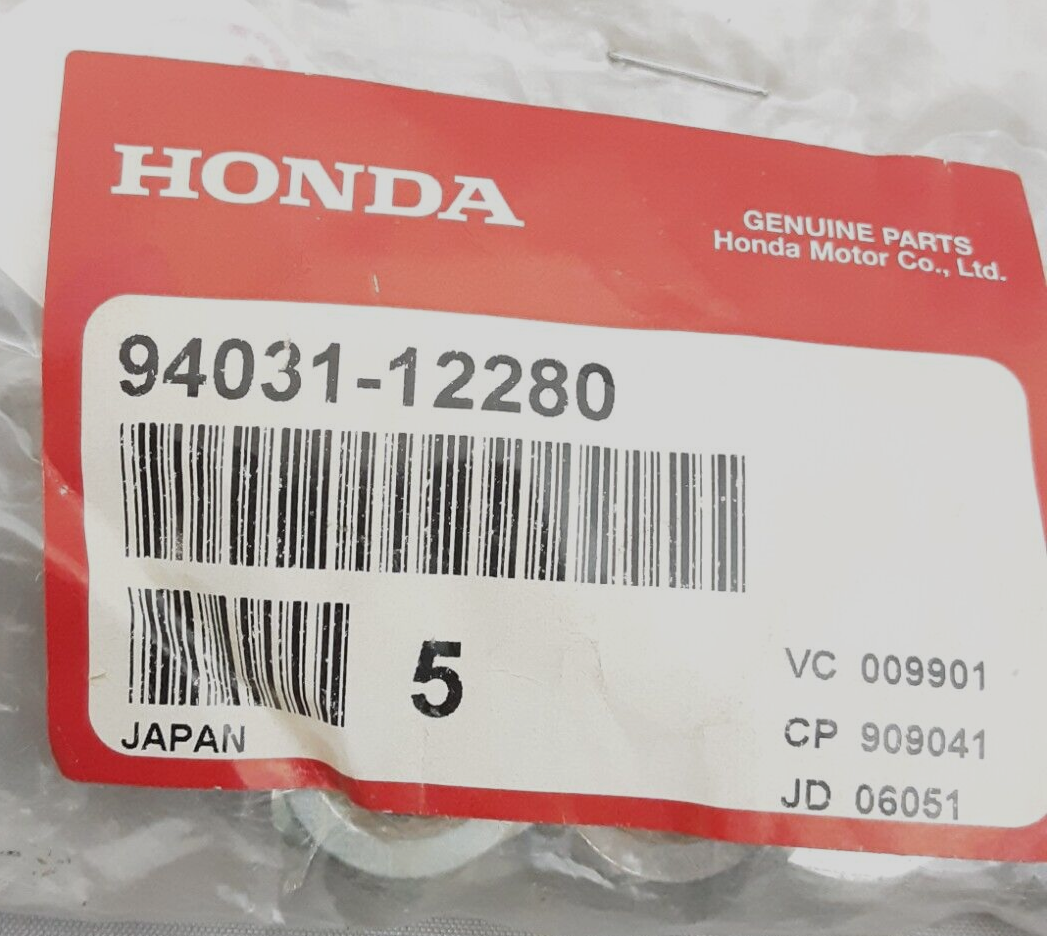 HONDA
GENUINE PARTS
Honda Motor Co., Ltd.
94031-12280
5
JAPAN
VC 009901
CP 909041
JD 06051